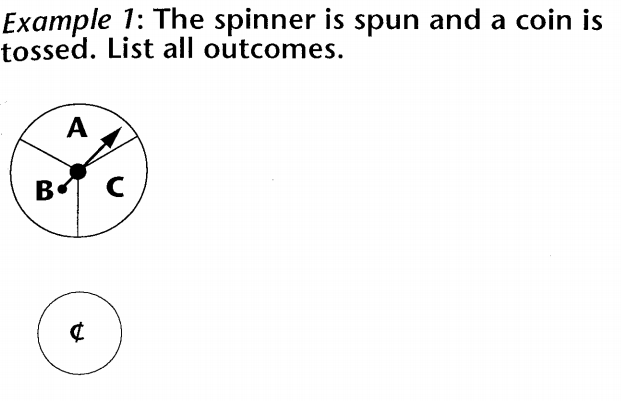 Example 1: The spinner is spun and a coin is
tossed. List all outcomes.
A
B
C
¢